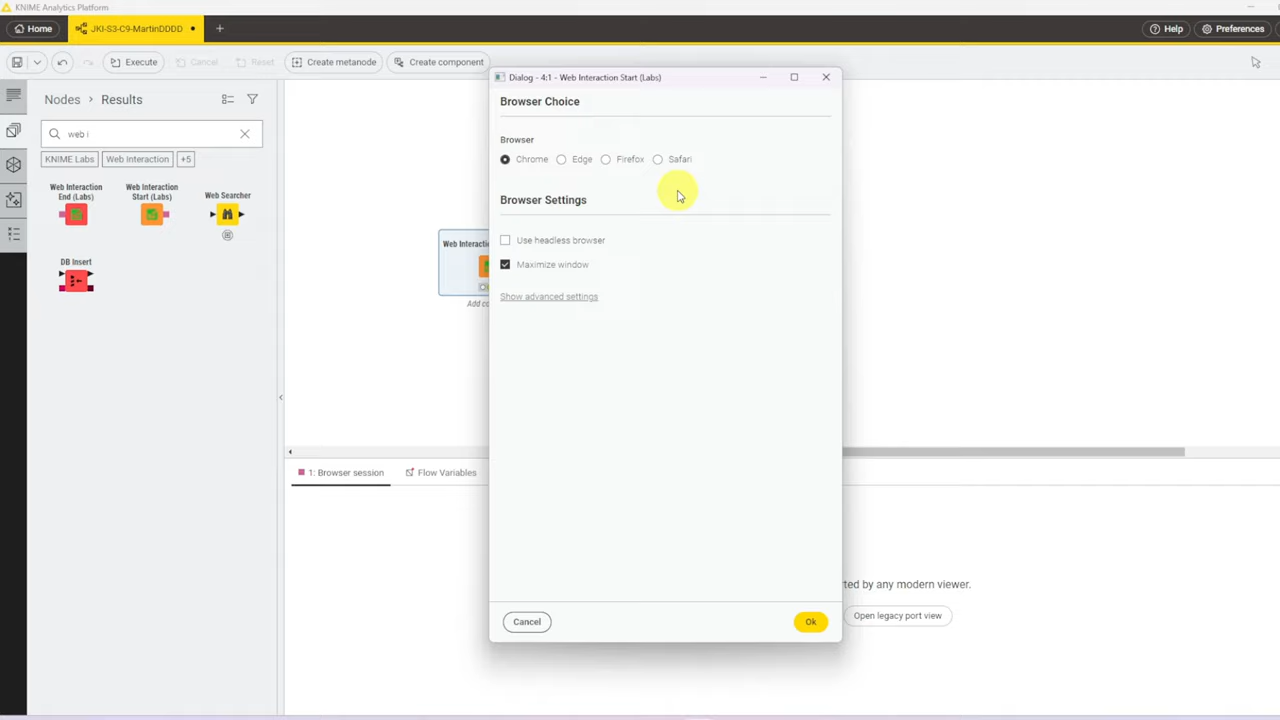 KNIME Analytics Platform
Home
JKI-S3-C9-MartinDDDD
Help
Preferences
Execute
Cancel
Reset
Create metanode
Create component
Nodes > Results
web i
KNIME Labs
Web Interaction
+5
Web Interaction
End (Labs)
Web Interaction
Start (Labs)
Web Searcher
DB Insert
Web Interactio
Add co
Dialog - 4:1 - Web Interaction Start (Labs)
Browser Choice
Browser
Chrome
Edge
Firefox
Safari
Browser Settings
Use headless browser
Maximize window
Show advanced settings
Cancel
Ok
1: Browser session
Flow Variables
rted by any modern viewer.
Open legacy port view